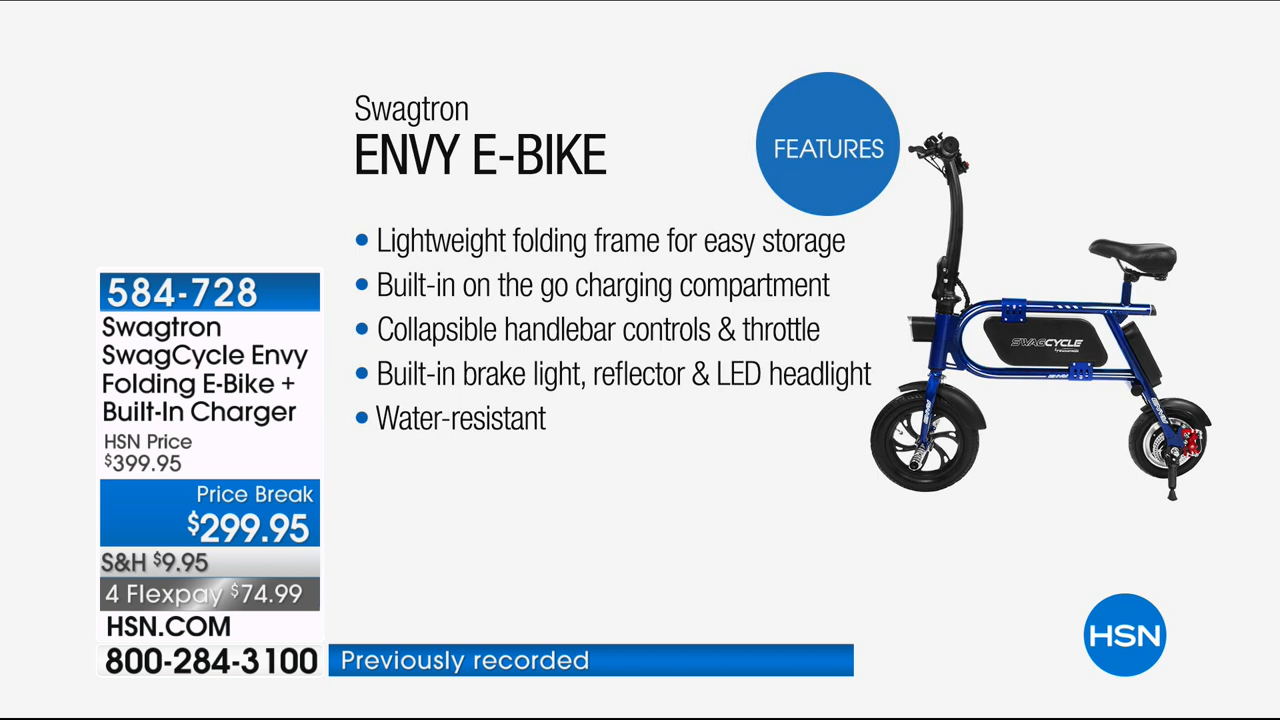 Swagtron
ENVY E-BIKE
FEATURES
• Lightweight folding frame for easy storage
• Built-in on the go charging compartment
• Collapsible handlebar controls & throttle
• Built-in brake light, reflector & LED headlight
• Water-resistant
SWAGCYCLE
584-728
Swagtron
SwagCycle Envy
Folding E-Bike +
Built-In Charger
HSN Price
$399.95
Price Break
$299.95
S&H $9.95
4 Flexpay $74.99
HSN.COM
800-284-3100
Previously recorded
HSN